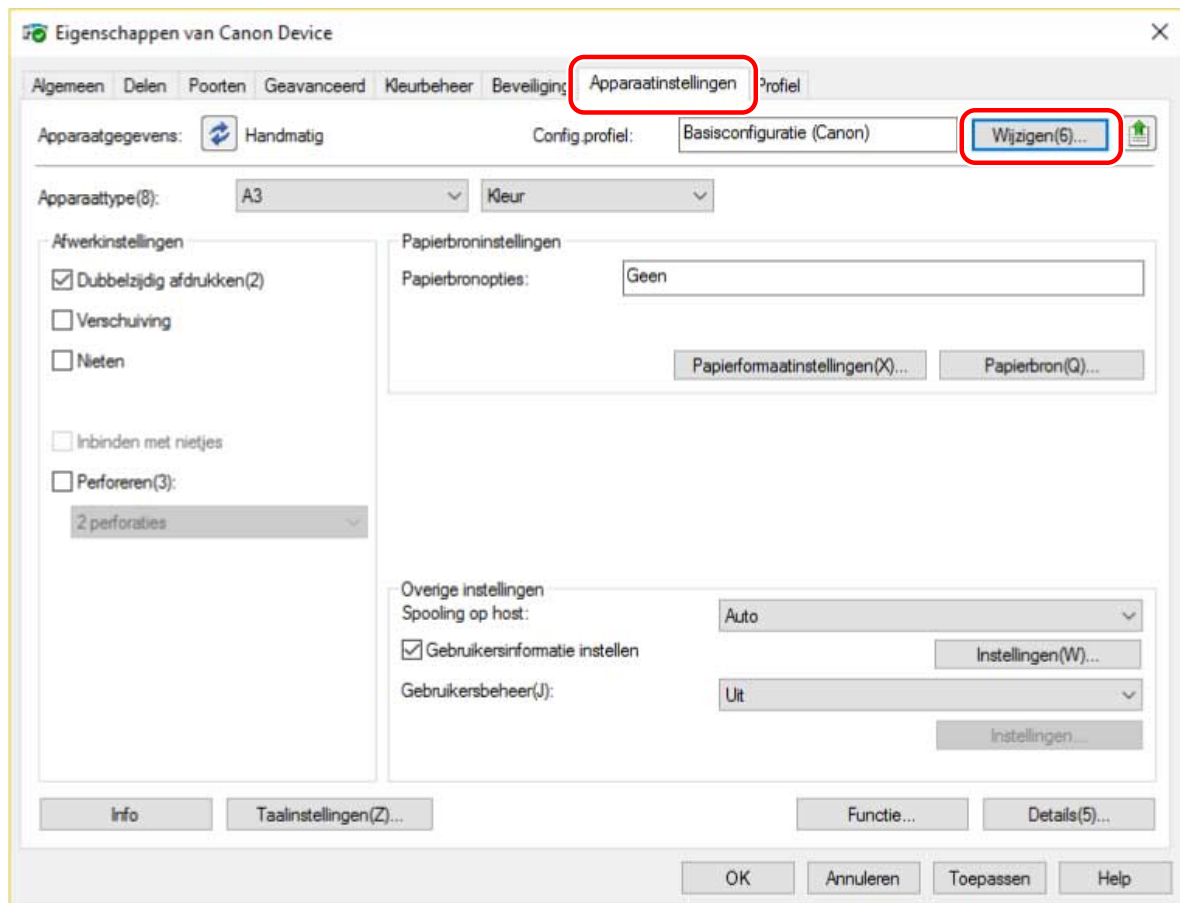 Eigenschappen van Canon Device
Algemeen Delen Poorten Geavanceerd Kleurbeheer Beveiliging Apparaatinstellingen Profiel
Apparaatgegevens: Handmatig Config.profiel: Basisconfiguratie (Canon) Wijzigen(6)...
Apparaattype(8): A3 Kleur
Afwerkinstellingen
Dubbelzijdig afdrukken(2)
Verschuiving
Nieten
Inbinden met nietjes
Perforeren(3):
2 perforaties
Papierbroninstellingen
Papierbronopties: Geen
Papierformaatinstellingen(X)... Papierbron(Q)...
Overige instellingen
Spooling op host: Auto
Gebruikersinformatie instellen Instellingen(W)...
Gebruikersbeheer(J): Uit
Instellingen...
Info Taalinstellingen(Z)... Functie... Details(5)...
OK Annuleren Toepassen Help